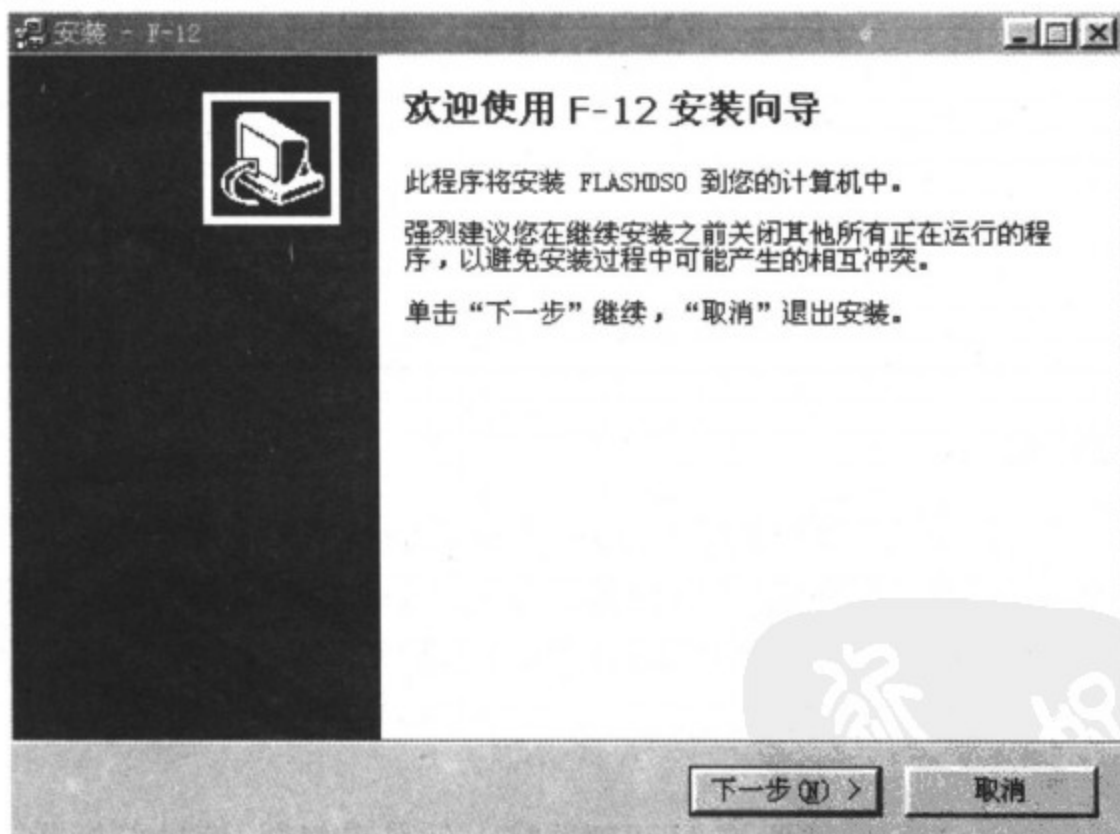 安装 - F-12
欢迎使用 F-12 安装向导
此程序将安装 FLASHDSO 到您的计算机中。
强烈建议您在继续安装之前关闭其他所有正在运行的程
序，以避免安装过程中可能产生的相互冲突。
单击“下一步”继续，“取消”退出安装。
下一步(N) >
取消